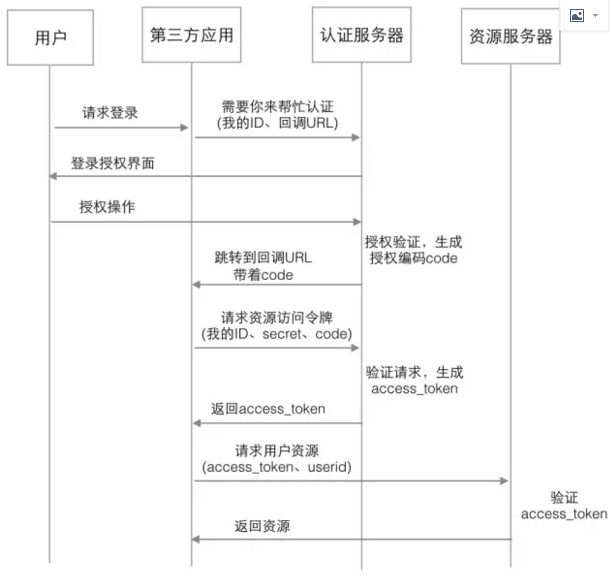 用户
第三方应用
认证服务器
资源服务器
请求登录
需要你来帮忙认证
(我的ID、回调URL)
登录授权界面
授权操作
授权验证，生成
授权编码code
跳转到回调URL
带着code
请求资源访问令牌
(我的ID、secret、code)
验证请求，生成
access_token
返回access_token
请求用户资源
(access_token、userid)
验证
access_token
返回资源